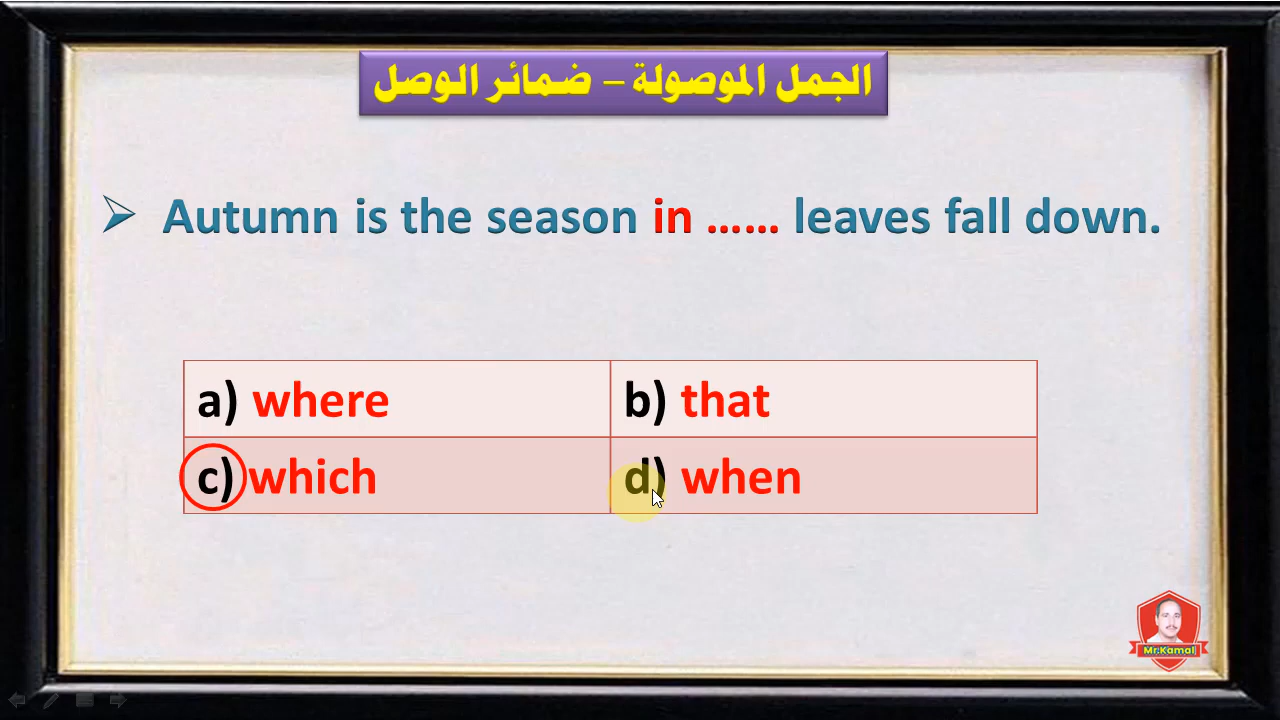 الجمل الموصولة – ضمائر الوصل
➢ Autumn is the season in ...... leaves fall down.
a) where
b) that
c) which
d) when
Mr.Kamal